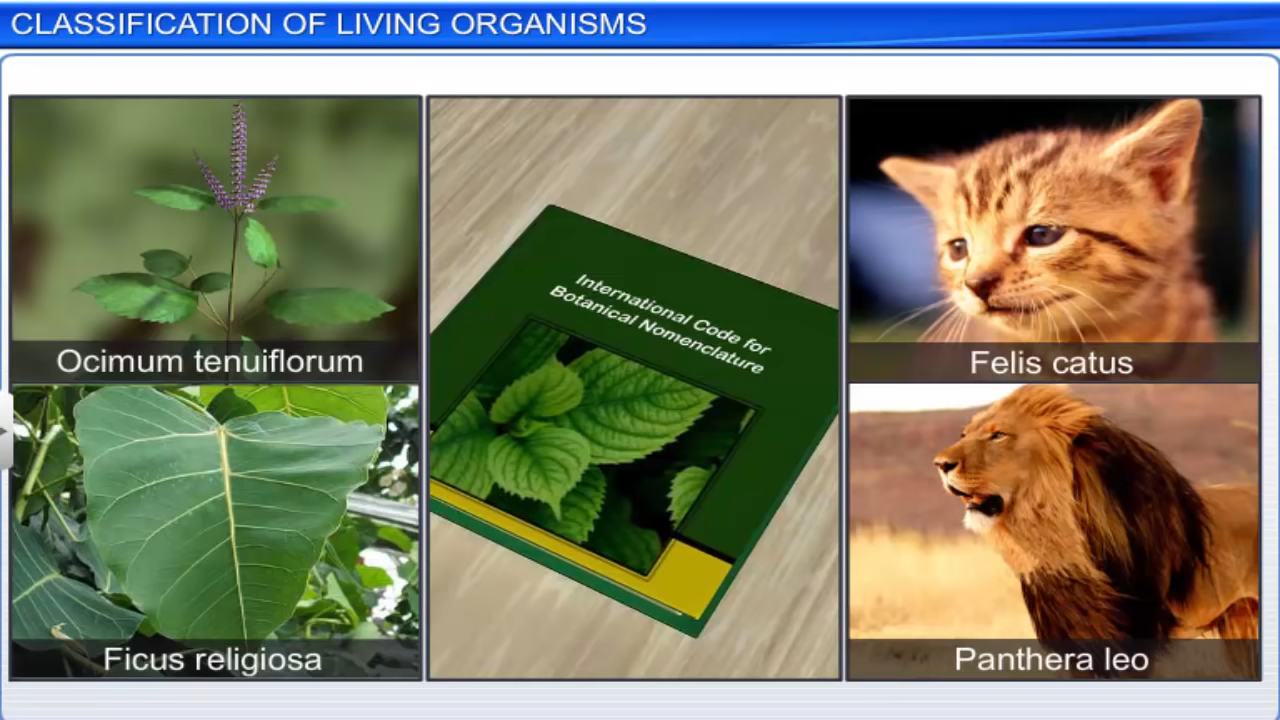 CLASSIFICATION OF LIVING ORGANISMS
Ocimum tenuiflorum
Ficus religiosa
International Code for
Botanical Nomenclature
Felis catus
Panthera leo